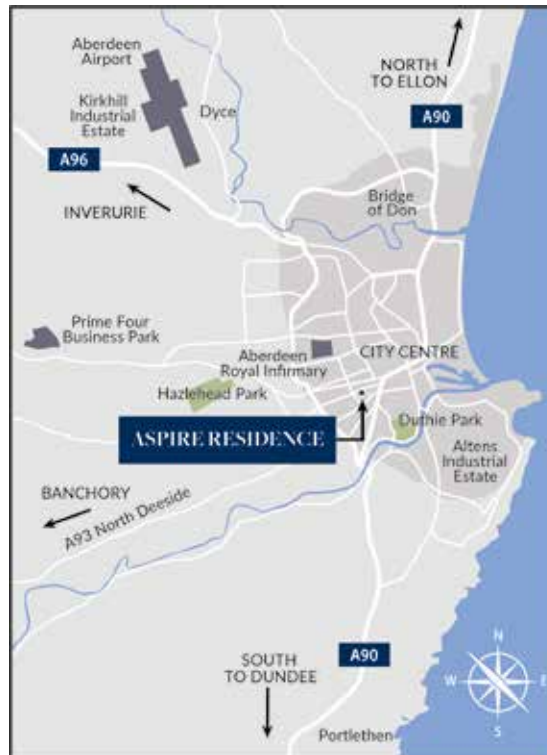 Aberdeen
Airport
Kirkhill
Industrial
Estate
Dyce
NORTH
TO ELLON
A90
A96
INVERURIE
Bridge
of Don
Prime Four
Business Park
Aberdeen
Royal Infirmary
CITY CENTRE
Hazlehead Park
Duthie Park
ASPIRE RESIDENCE
Altens
Industrial
Estate
BANCHORY
A93 North Deeside
A90
SOUTH
TO DUNDEE
N
W
E
S
Portlethen